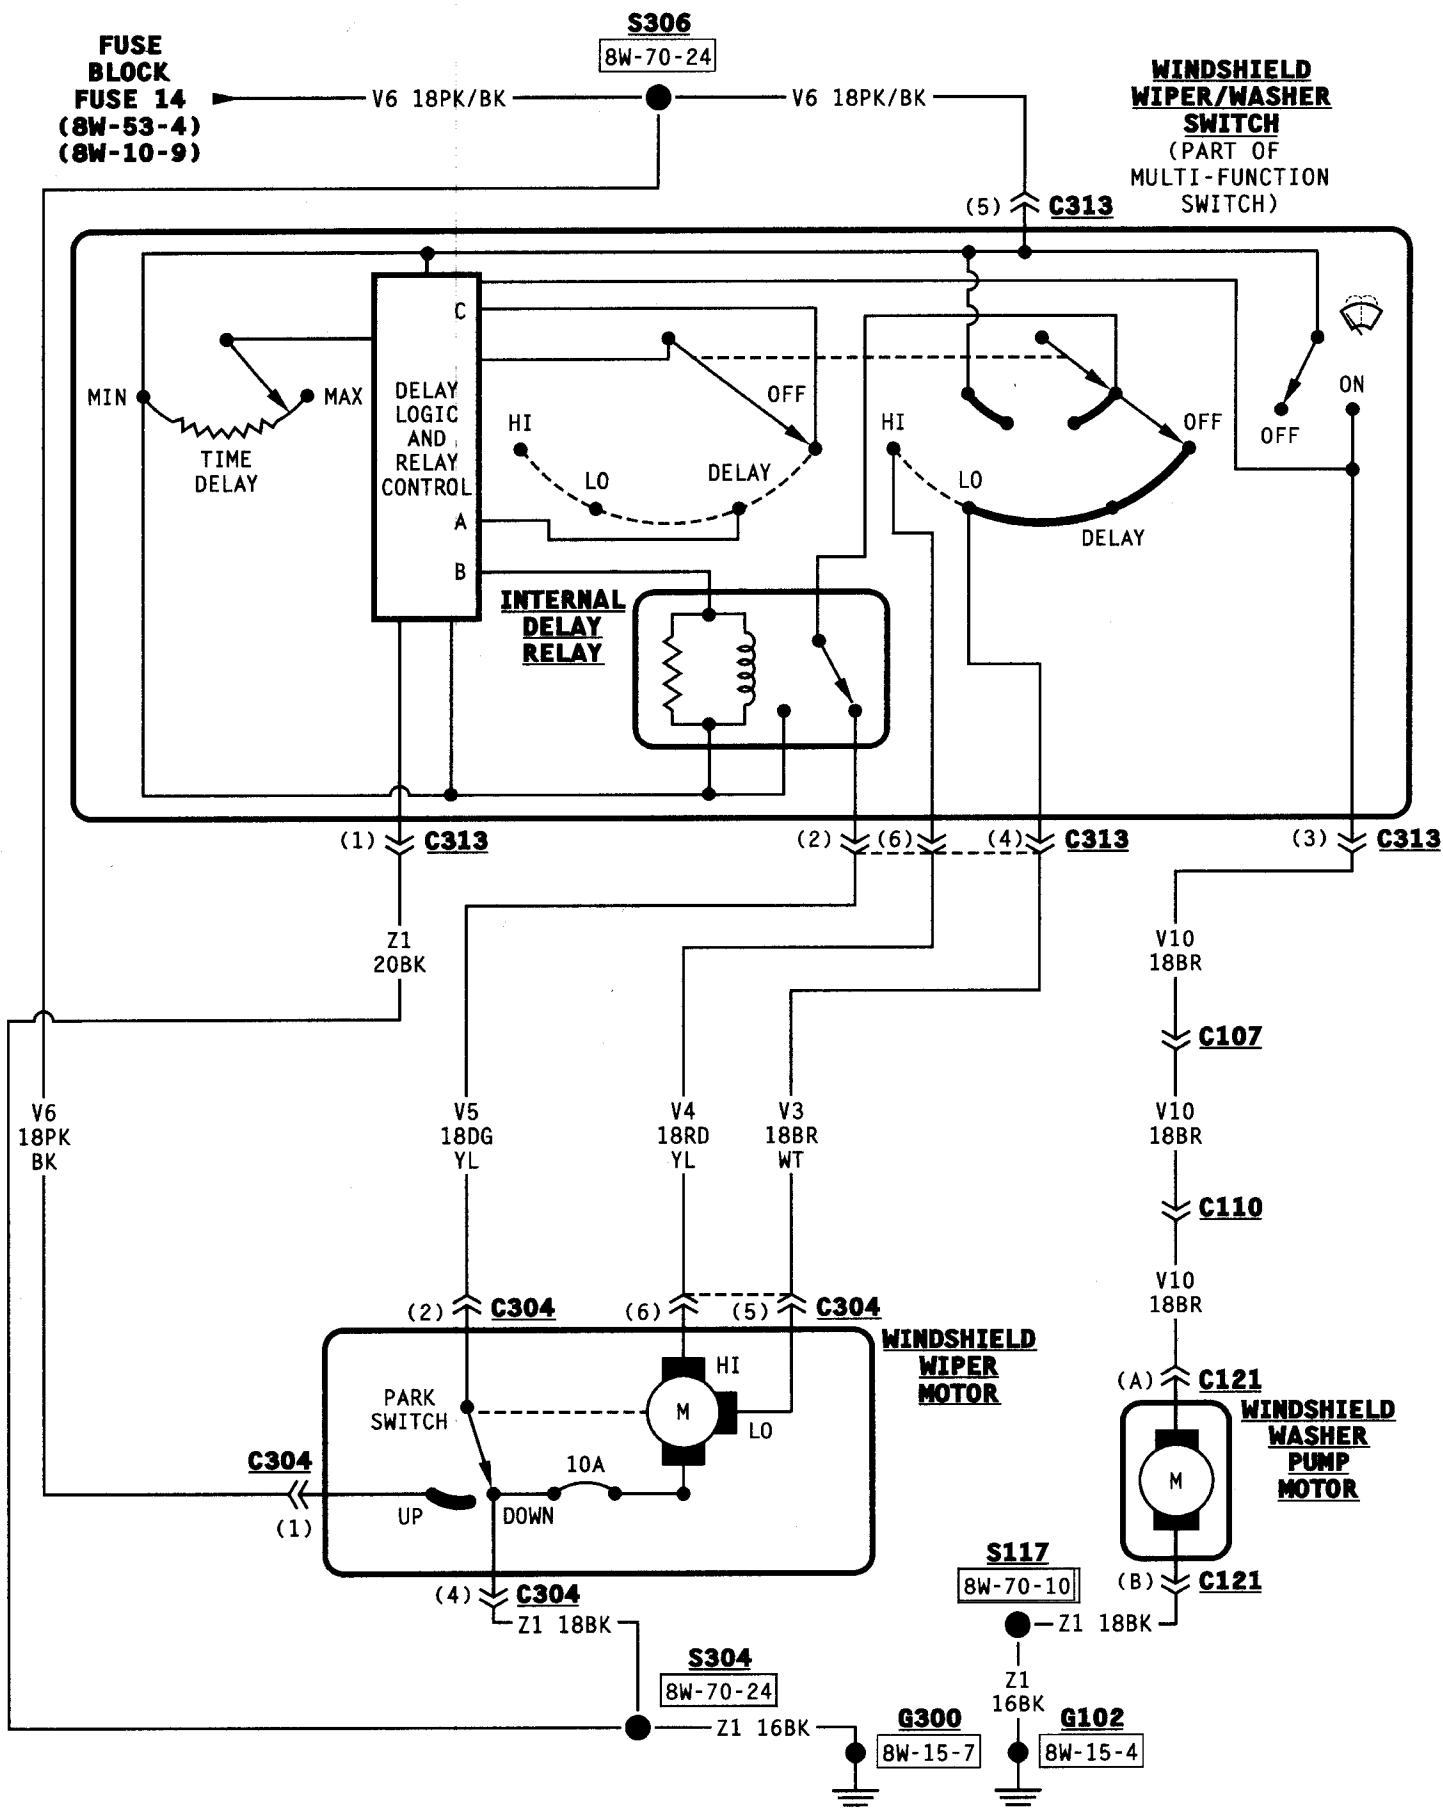 S306
8W-70-24
FUSE
BLOCK
FUSE 14
(8W-53-4)
(8W-10-9)
V6 18PK/BK
V6 18PK/BK
WINDSHIELD
WIPER/WASHER
SWITCH
(PART OF
MULTI-FUNCTION
SWITCH)
(5)
C313
C
A
B
DELAY
LOGIC
AND
RELAY
CONTROL
MIN
MAX
TIME
DELAY
HI
LO
DELAY
OFF
HI
LO
DELAY
OFF
OFF
ON
INTERNAL
DELAY
RELAY
(1)
C313
(2)
(6)
(4)
C313
(3)
C313
Z1
20BK
V10
18BR
C107
V6
18PK
BK
V5
18DG
YL
V4
18RD
YL
V3
18BR
WT
V10
18BR
C110
V10
18BR
(2)
C304
(6)
(5)
C304
WINDSHIELD
WIPER
MOTOR
PARK
SWITCH
M
HI
LO
10A
C304
(1)
UP
DOWN
(4)
C304
Z1 18BK
(A)
C121
WINDSHIELD
WASHER
PUMP
MOTOR
M
(B)
C121
S117
8W-70-10
Z1 18BK
Z1
16BK
S304
8W-70-24
Z1 16BK
G300
8W-15-7
G102
8W-15-4